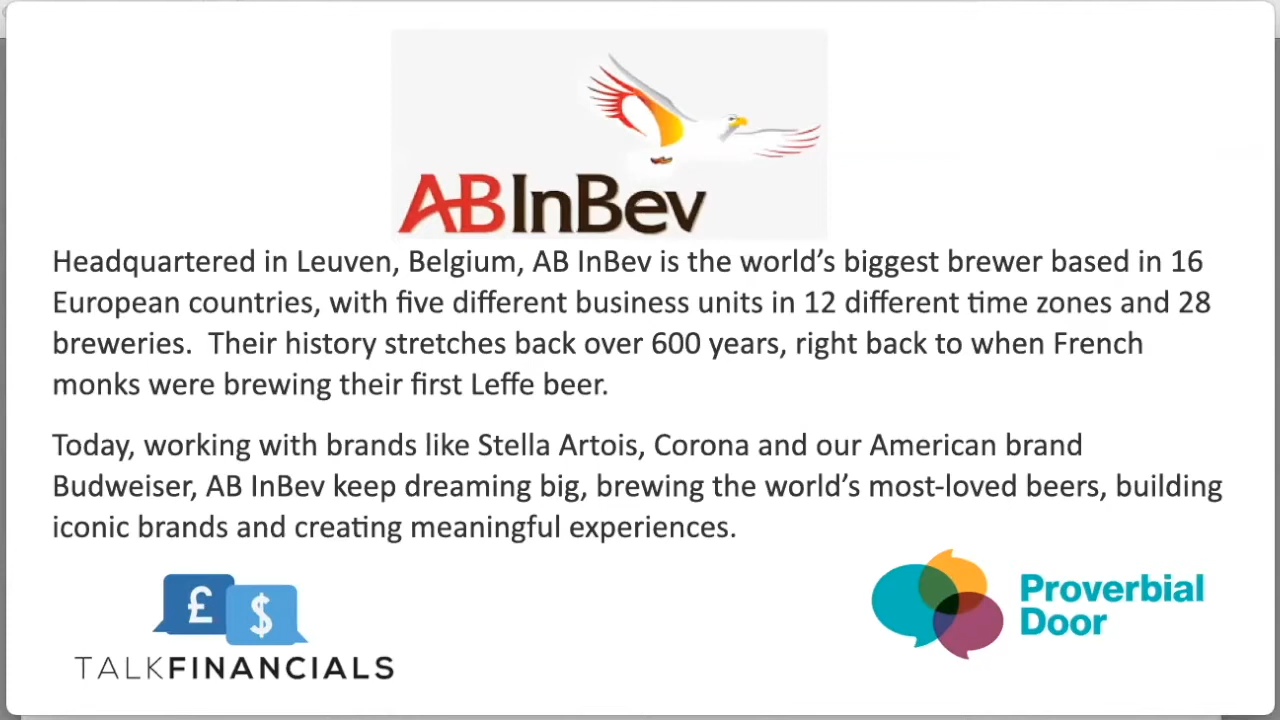 ABInBev
Headquartered in Leuven, Belgium, AB InBev is the world’s biggest brewer based in 16
European countries, with five different business units in 12 different time zones and 28
breweries.  Their history stretches back over 600 years, right back to when French
monks were brewing their first Leffe beer.
Today, working with brands like Stella Artois, Corona and our American brand
Budweiser, AB InBev keep dreaming big, brewing the world’s most-loved beers, building
iconic brands and creating meaningful experiences.
£ $
TALKFINANCIALS
Proverbial
Door